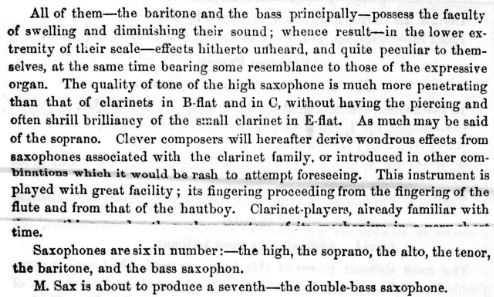 All of them—the baritone and the bass principally—possess the faculty
of swelling and diminishing their sound; whence result—in the lower ex-
tremity of their scale—effects hitherto unheard, and quite peculiar to them-
selves, at the same time bearing some resemblance to those of the expressive
organ. The quality of tone of the high saxophone is much more penetrating
than that of clarinets in B-flat and in C, without having the piercing and
often shrill brilliancy of the small clarinet in E-flat. As much may be said
of the soprano. Clever composers will hereafter derive wondrous effects from
saxophones associated with the clarinet family, or introduced in other com-
binations which it would be rash to attempt foreseeing. This instrument is
played with great facility; its fingering proceeding from the fingering of the
flute and from that of the hautboy. Clarinet-players, already familiar with
time.
Saxophones are six in number:—the high, the soprano, the alto, the tenor,
the baritone, and the bass saxophon.
M. Sax is about to produce a seventh—the double-bass saxophone.